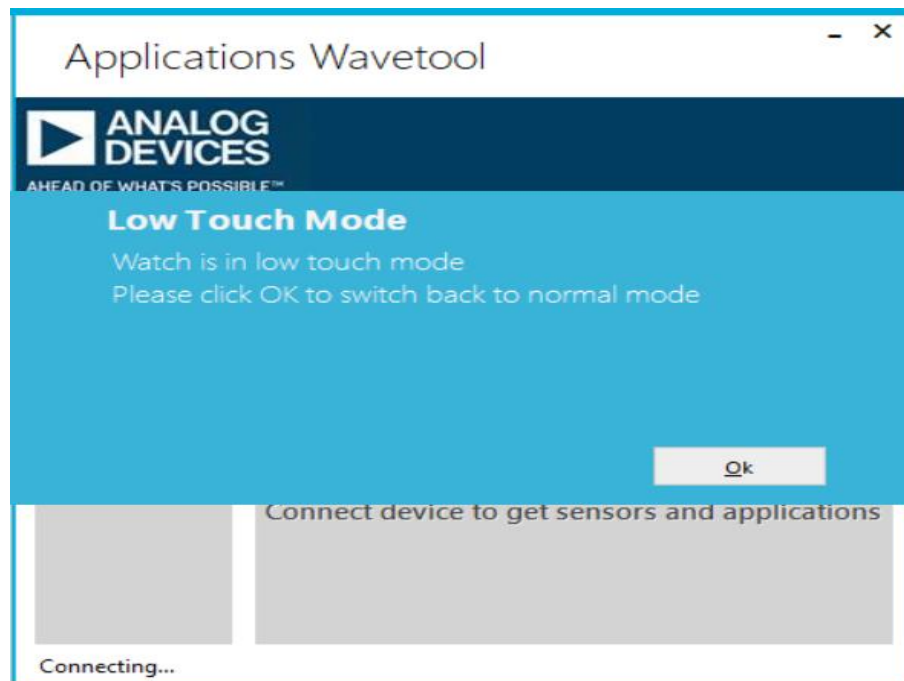 Applications Wavetool
ANALOG
DEVICES
AHEAD OF WHAT'S POSSIBLE™
Low Touch Mode
Watch is in low touch mode
Please click OK to switch back to normal mode
Ok
Connect device to get sensors and applications
Connecting...